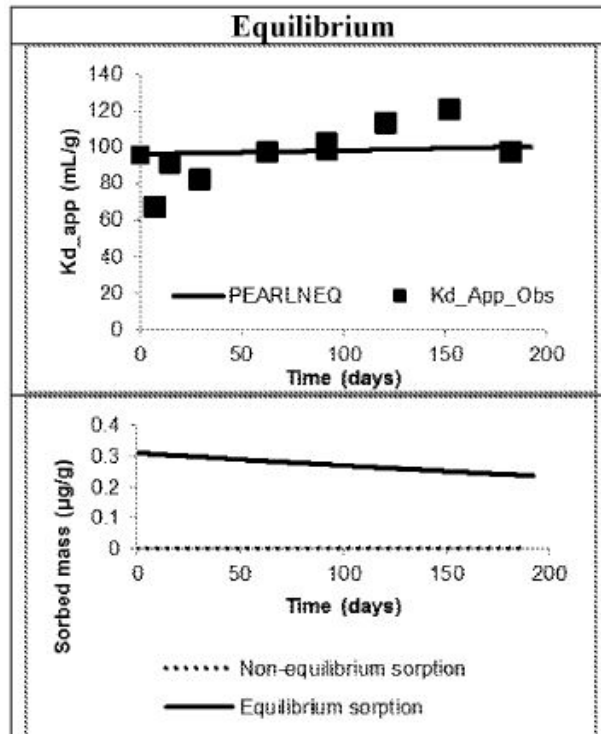 Equilibrium
140
120
100
80
60
40
20
0
Kd_app (mL/g)
PEARLNEQ
Kd_App_Obs
0 50 100 150 200
Time (days)
0.4
0.3
0.2
0.1
0
Sorbed mass (µg/g)
0 50 100 150 200
Time (days)
Non-equilibrium sorption
Equilibrium sorption